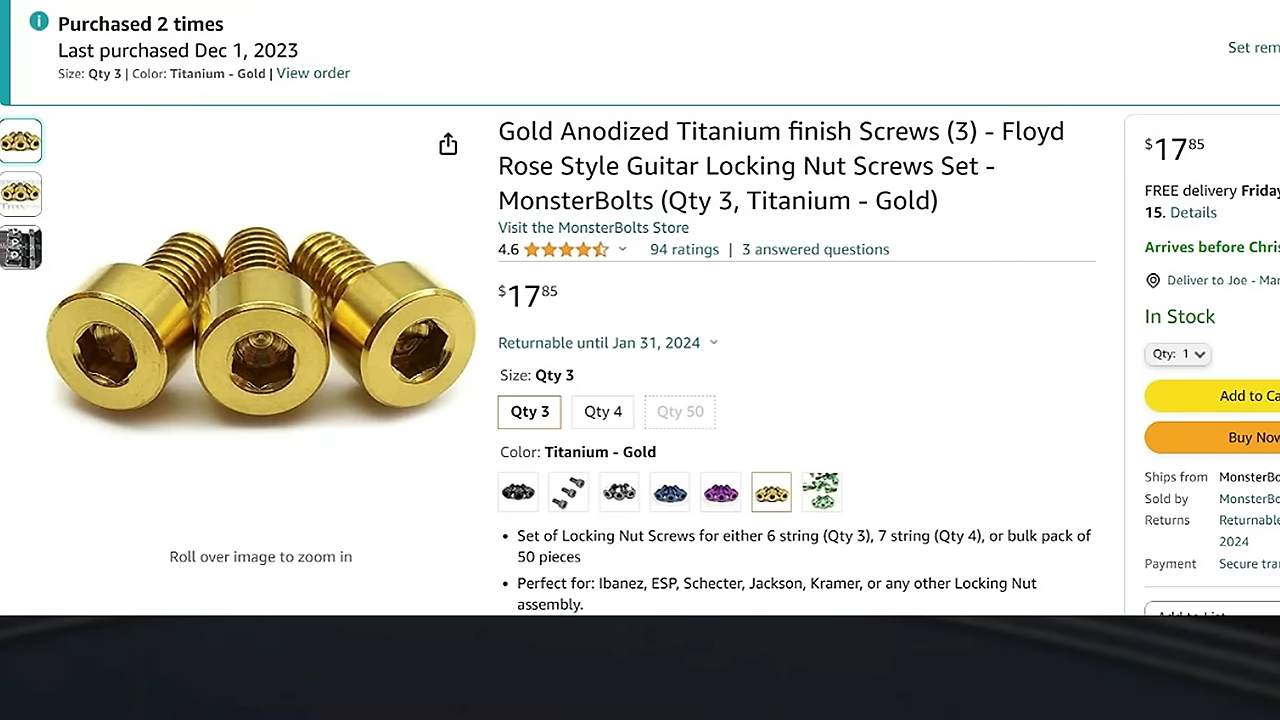 Purchased 2 times
Last purchased Dec 1, 2023
Size: Qty 3 | Color: Titanium - Gold | View order
Set rem
Gold Anodized Titanium finish Screws (3) - Floyd
Rose Style Guitar Locking Nut Screws Set -
MonsterBolts (Qty 3, Titanium - Gold)
Visit the MonsterBolts Store
4.6
94 ratings | 3 answered questions
$17.85
Returnable until Jan 31, 2024
Size: Qty 3
Qty 3
Qty 4
Qty 50
Color: Titanium - Gold
• Set of Locking Nut Screws for either 6 string (Qty 3), 7 string (Qty 4), or bulk pack of
50 pieces
• Perfect for: Ibanez, ESP, Schecter, Jackson, Kramer, or any other Locking Nut
assembly.
Roll over image to zoom in
$17.85
FREE delivery Friday
15. Details
Arrives before Chris
Deliver to Joe - Mar
In Stock
Qty: 1
Add to Ca
Buy Now
Ships from MonsterBo
Sold by MonsterBo
Returns Returnable
2024
Payment Secure tra